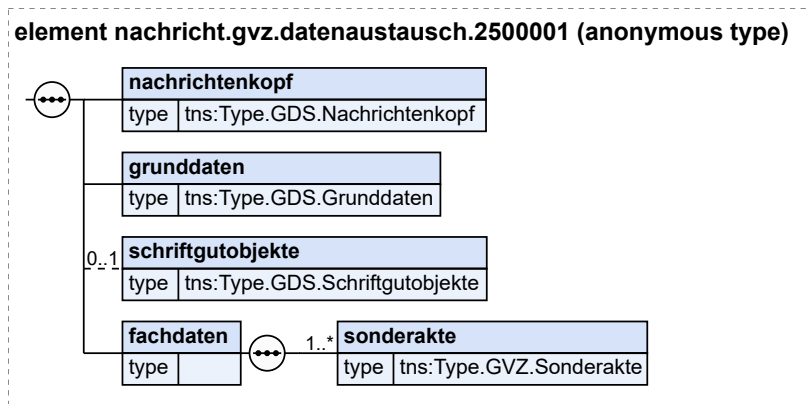 element nachricht.gvz.datenaustausch.2500001 (anonymous type)
nachrichtenkopf
type tns:Type.GDS.Nachrichtenkopf
grunddaten
type tns:Type.GDS.Grunddaten
0..1 schriftgutobjekte
type tns:Type.GDS.Schriftgutobjekte
fachdaten
type
1..* sonderakte
type tns:Type.GVZ.Sonderakte